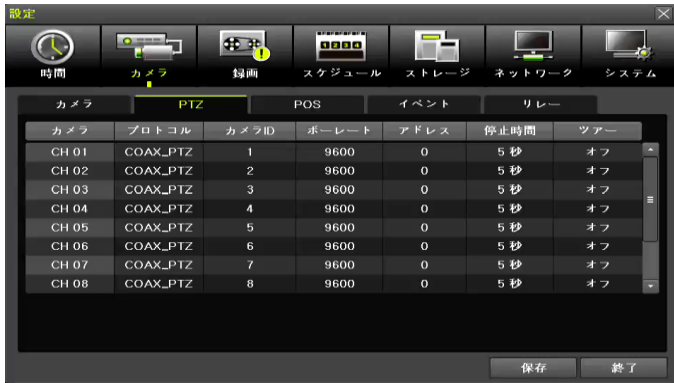 設定
時間 カメラ 録画 スケジュール ストレージ ネットワーク システム
カメラ PTZ POS イベント リレー
カメラ プロトコル カメラID ボーレート アドレス 停止時間 ツアー
CH 01 COAX_PTZ 1 9600 0 5 秒 オフ
CH 02 COAX_PTZ 2 9600 0 5 秒 オフ
CH 03 COAX_PTZ 3 9600 0 5 秒 オフ
CH 04 COAX_PTZ 4 9600 0 5 秒 オフ
CH 05 COAX_PTZ 5 9600 0 5 秒 オフ
CH 06 COAX_PTZ 6 9600 0 5 秒 オフ
CH 07 COAX_PTZ 7 9600 0 5 秒 オフ
CH 08 COAX_PTZ 8 9600 0 5 秒 オフ
保存 終了